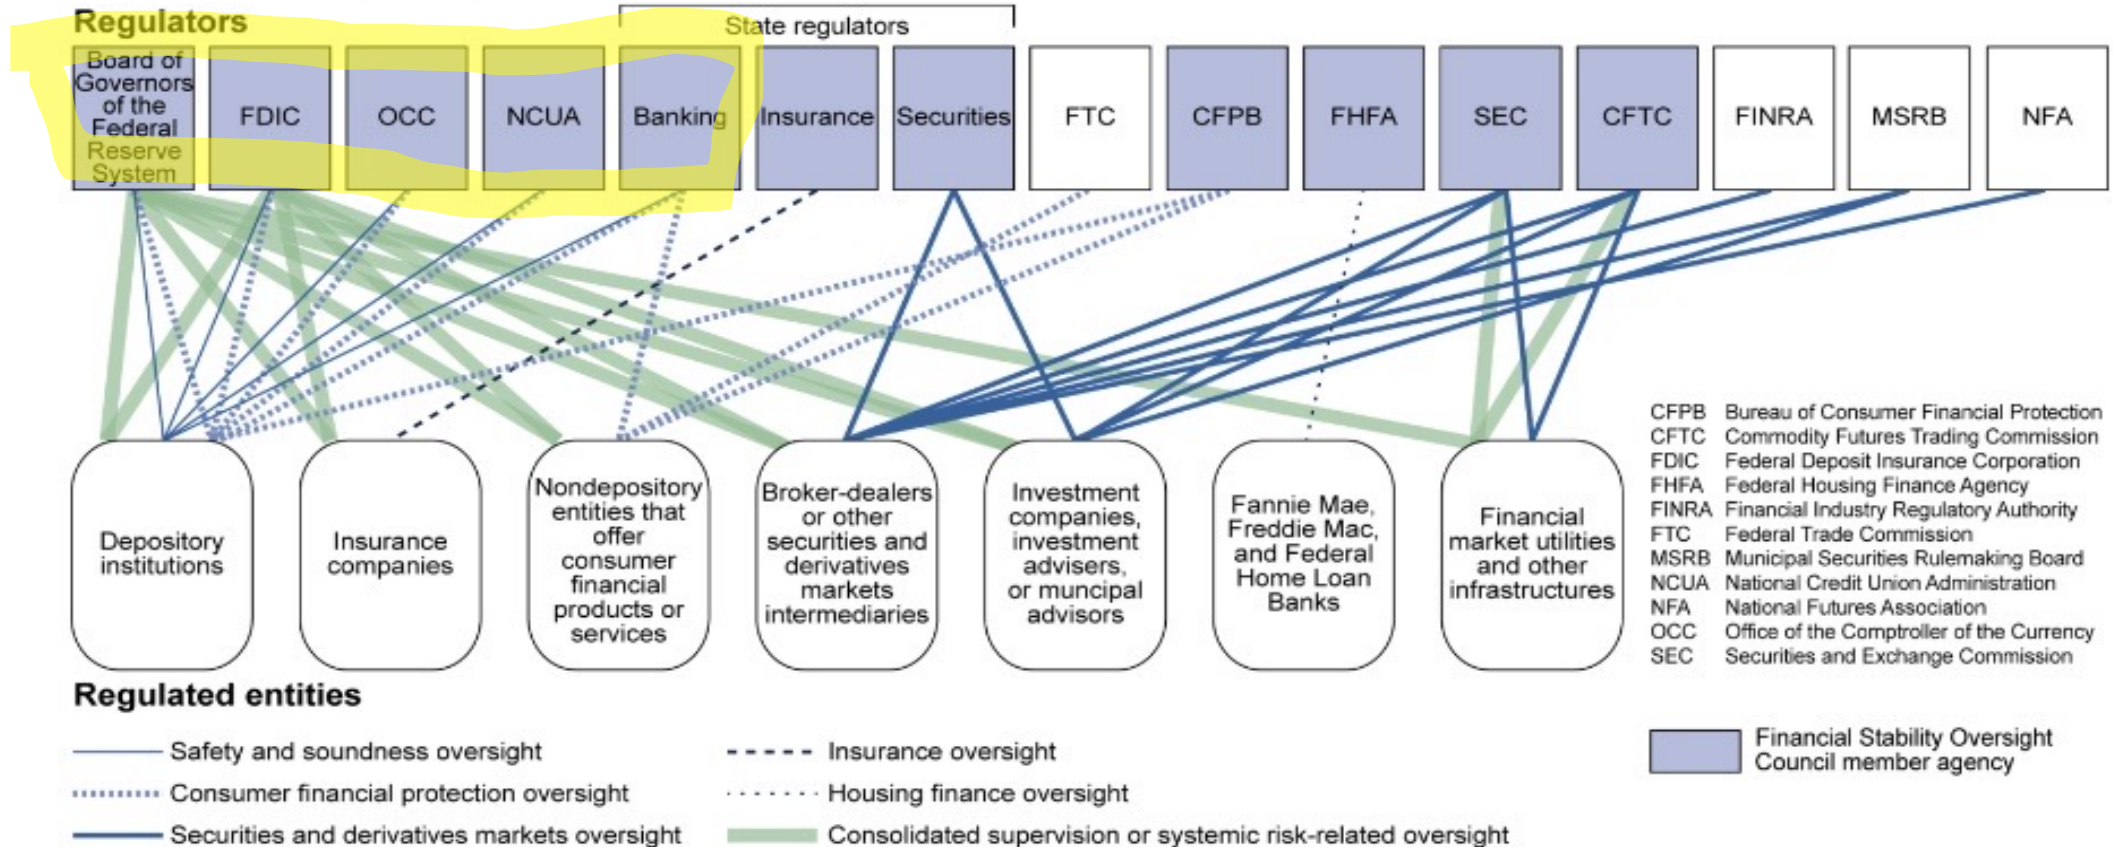 Regulators
State regulators
Board of
Governors
of the
Federal
Reserve
System
FDIC
OCC
NCUA
Banking
Insurance
Securities
FTC
CFPB
FHFA
SEC
CFTC
FINRA
MSRB
NFA
Depository
institutions
Insurance
companies
Nondepository
entities that
offer
consumer
financial
products or
services
Broker-dealers
or other
securities and
derivatives
markets
intermediaries
Investment
companies,
investment
advisers,
or muncipal
advisors
Fannie Mae,
Freddie Mac,
and Federal
Home Loan
Banks
Financial
market utilities
and other
infrastructures
CFPB Bureau of Consumer Financial Protection
CFTC Commodity Futures Trading Commission
FDIC Federal Deposit Insurance Corporation
FHFA Federal Housing Finance Agency
FINRA Financial Industry Regulatory Authority
FTC Federal Trade Commission
MSRB Municipal Securities Rulemaking Board
NCUA National Credit Union Administration
NFA National Futures Association
OCC Office of the Comptroller of the Currency
SEC Securities and Exchange Commission
Regulated entities
Safety and soundness oversight
Consumer financial protection oversight
Securities and derivatives markets oversight
Insurance oversight
Housing finance oversight
Consolidated supervision or systemic risk-related oversight
Financial Stability Oversight
Council member agency